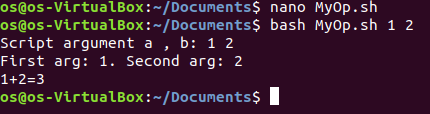 os@os-VirtualBox:~/Documents$ nano MyOp.sh
os@os-VirtualBox:~/Documents$ bash MyOp.sh 1 2
Script argument a , b: 1 2
First arg: 1. Second arg: 2
1+2=3
os@os-VirtualBox:~/Documents$